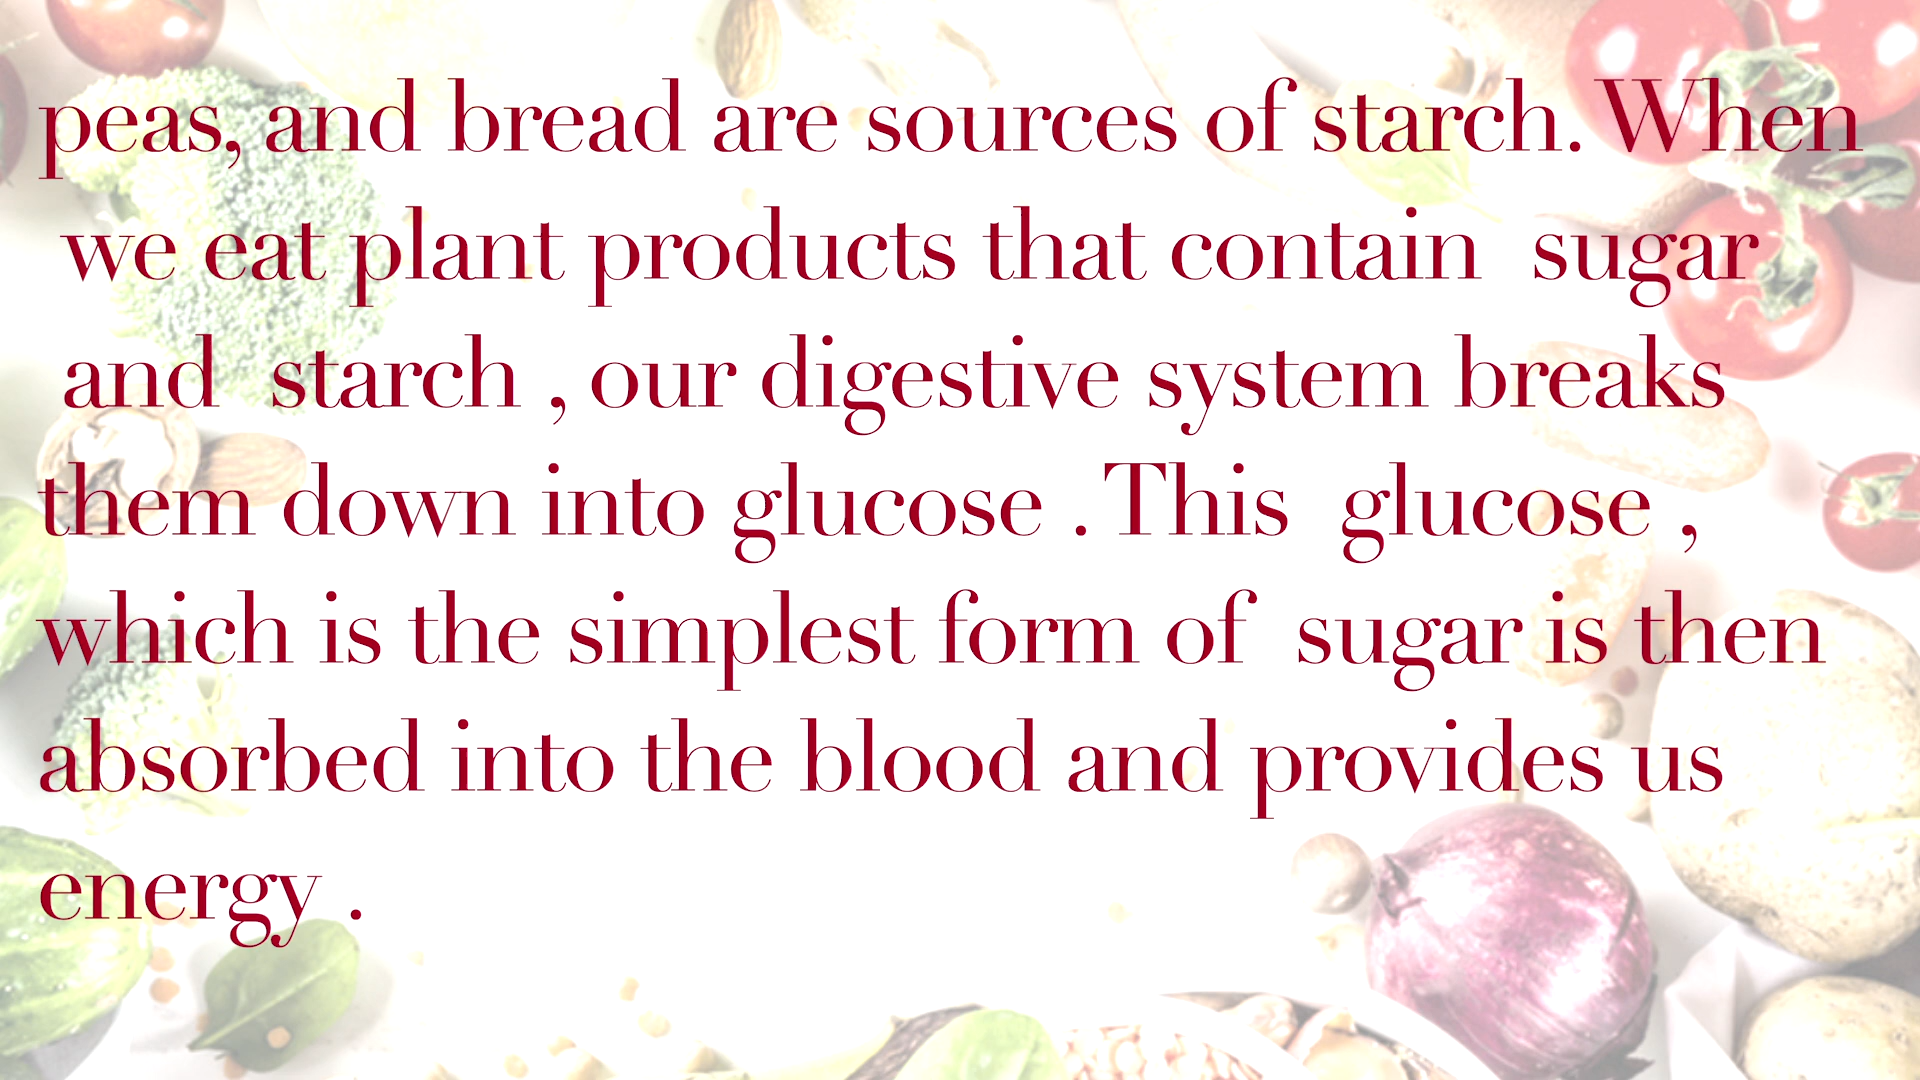 peas, and bread are sources of starch. When
we eat plant products that contain sugar
and starch , our digestive system breaks
them down into glucose . This glucose ,
which is the simplest form of sugar is then
absorbed into the blood and provides us
energy .